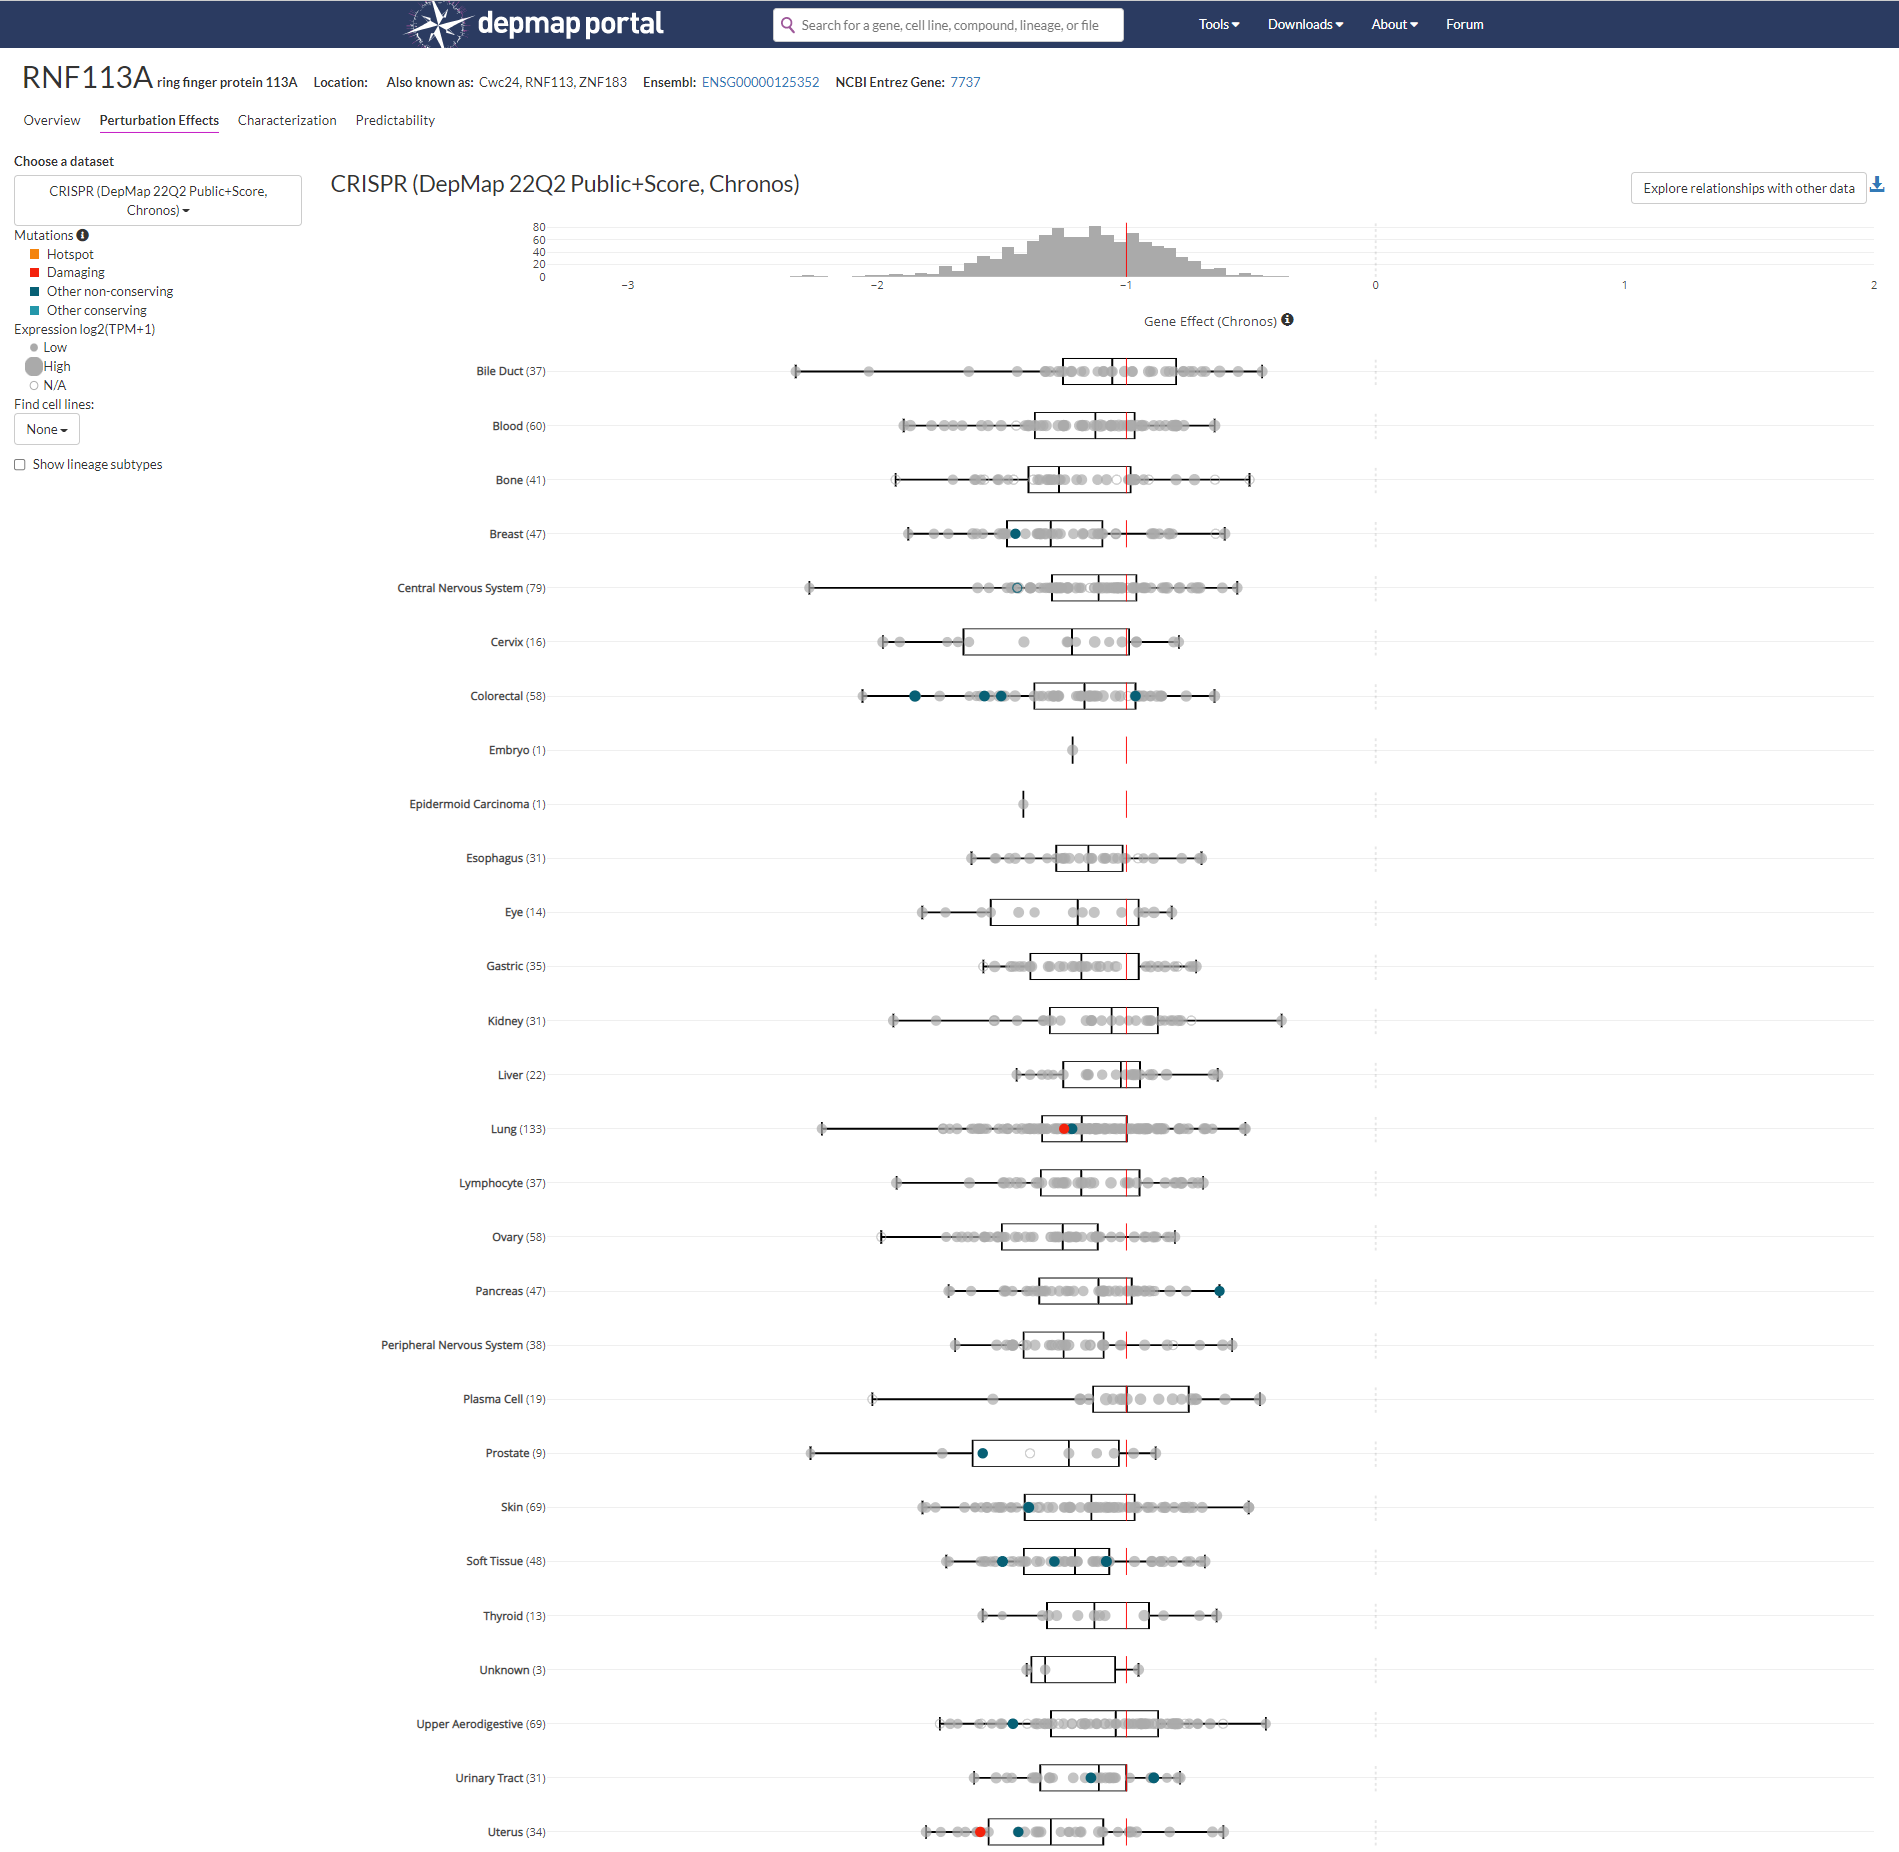 depmap portal
Search for a gene, cell line, compound, lineage, or file
Tools Downloads About Forum
RNF113A ring finger protein 113A Location: Also known as: Cwc24, RNF113, ZNF183 Ensembl: ENSG00000125352 NCBI Entrez Gene: 7737
Overview Perturbation Effects Characterization Predictability
Choose a dataset
CRISPR (DepMap 22Q2 Public+Score,
Chronos)
Mutations
Hotspot
Damaging
Other non-conserving
Other conserving
Expression log2(TPM+1)
Low
High
N/A
Find cell lines:
None
Show lineage subtypes
CRISPR (DepMap 22Q2 Public+Score, Chronos)
Explore relationships with other data
80
60
40
20
0
−3 −2 −1 0 1 2
Gene Effect (Chronos)
Bile Duct (37)
Blood (60)
Bone (41)
Breast (47)
Central Nervous System (79)
Cervix (16)
Colorectal (58)
Embryo (1)
Epidermoid Carcinoma (1)
Esophagus (31)
Eye (14)
Gastric (35)
Kidney (31)
Liver (22)
Lung (133)
Lymphocyte (37)
Ovary (58)
Pancreas (47)
Peripheral Nervous System (38)
Plasma Cell (19)
Prostate (9)
Skin (69)
Soft Tissue (48)
Thyroid (13)
Unknown (3)
Upper Aerodigestive (69)
Urinary Tract (31)
Uterus (34)